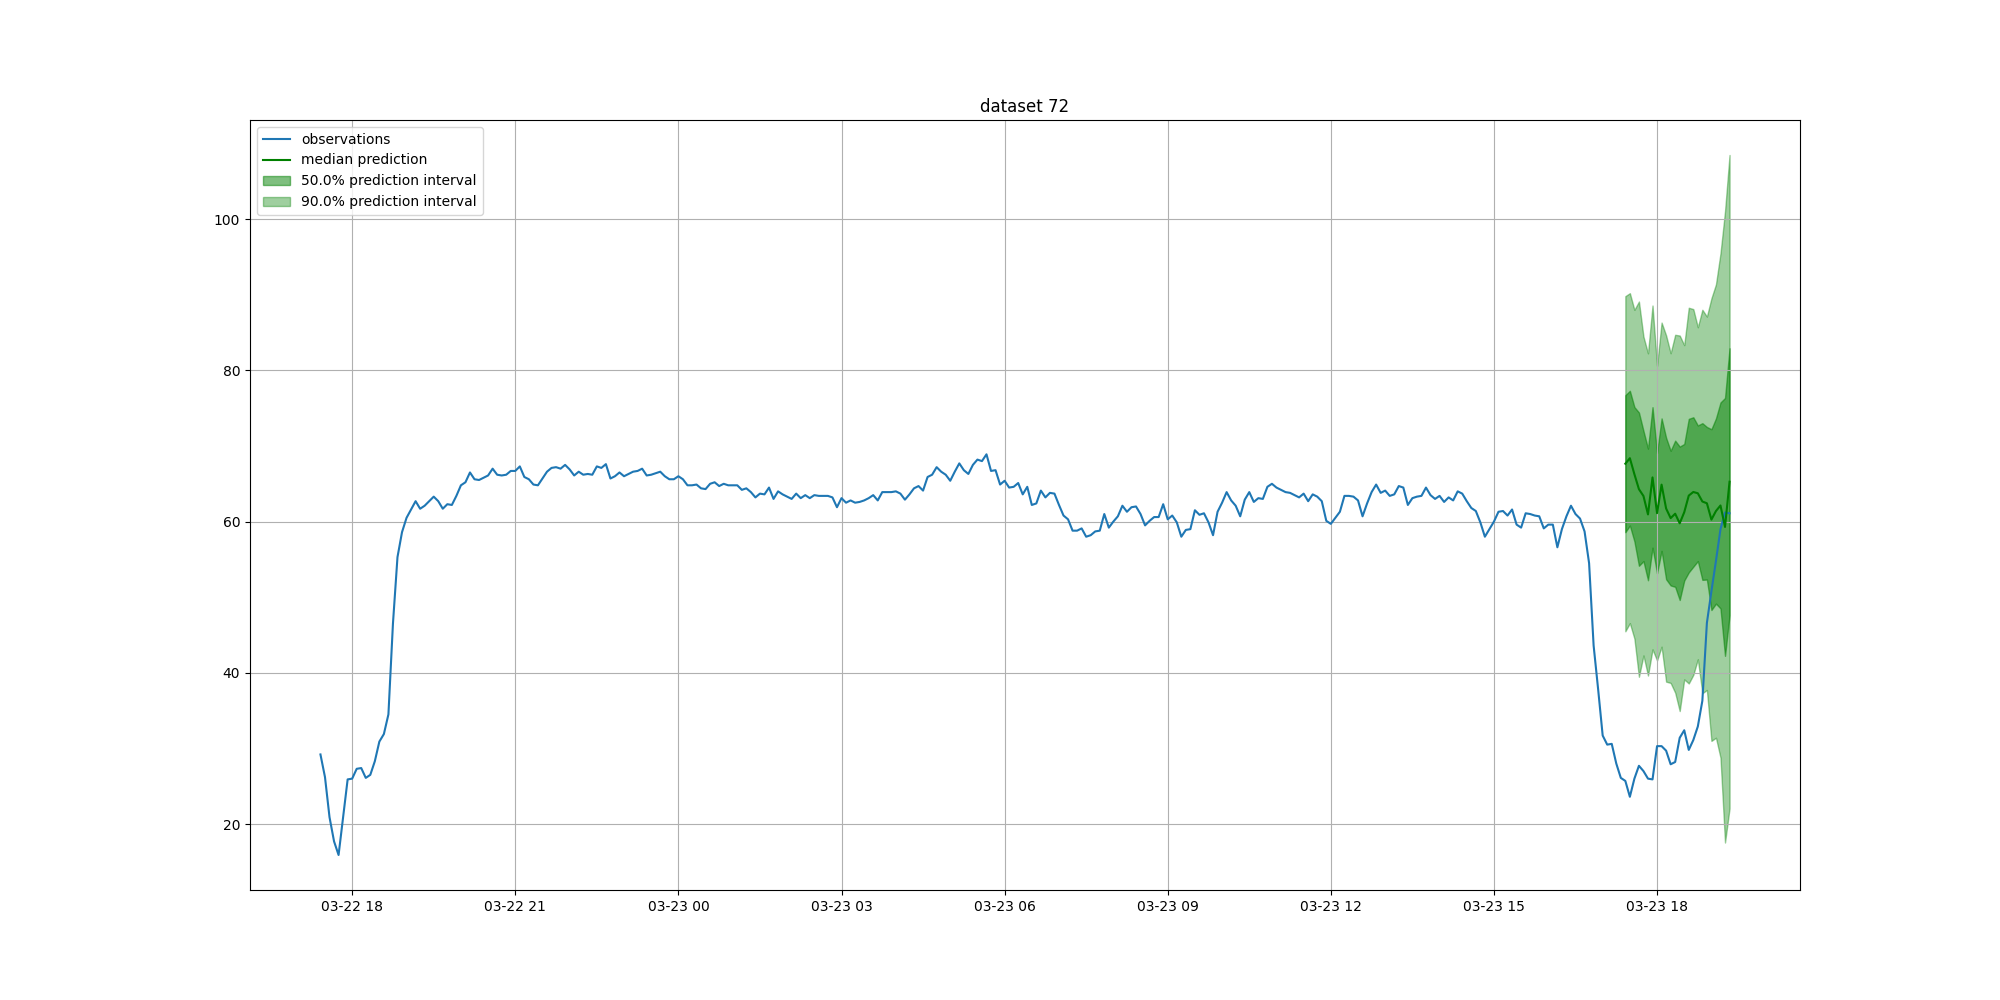 dataset 72
observations
median prediction
50.0% prediction interval
90.0% prediction interval
100
80
60
40
20
03-22 18
03-22 21
03-23 00
03-23 03
03-23 06
03-23 09
03-23 12
03-23 15
03-23 18